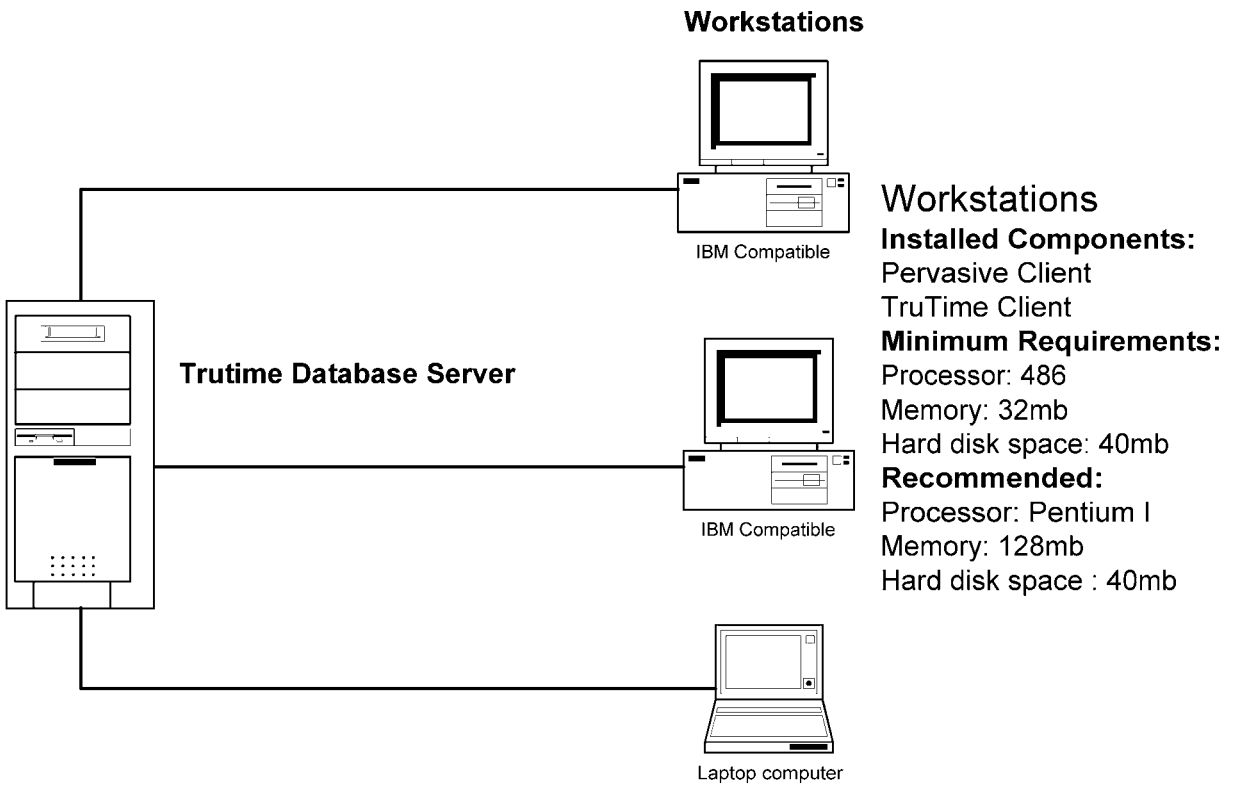 Workstations
IBM Compatible
Trutime Database Server
IBM Compatible
Laptop computer
Workstations
Installed Components:
Pervasive Client
TruTime Client
Minimum Requirements:
Processor: 486
Memory: 32mb
Hard disk space: 40mb
Recommended:
Processor: Pentium I
Memory: 128mb
Hard disk space : 40mb